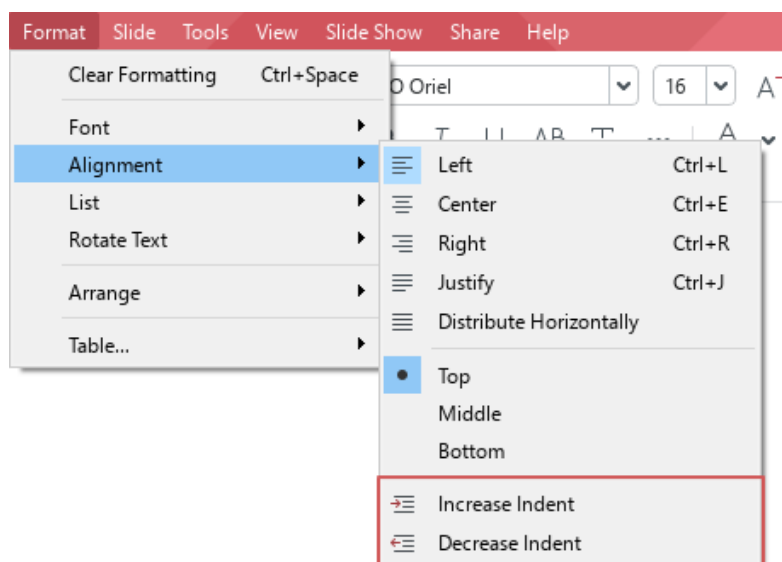 Format Slide Tools View Slide Show Share Help
Clear Formatting Ctrl+Space
O Oriel 16 A
Font
Alignment
List
Rotate Text
Arrange
Table...
Left Ctrl+L
Center Ctrl+E
Right Ctrl+R
Justify Ctrl+J
Distribute Horizontally
Top
Middle
Bottom
Increase Indent
Decrease Indent